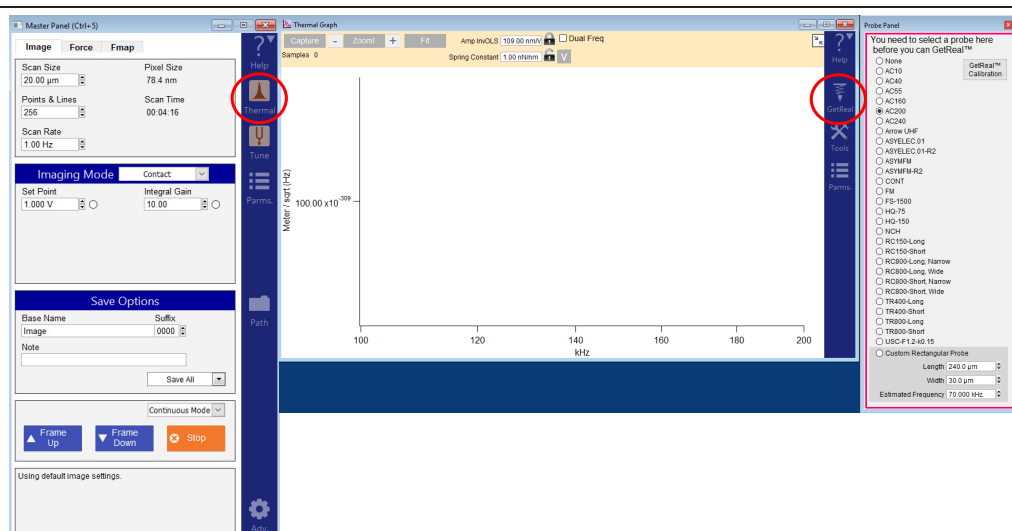 Master Panel (Ctrl+5)
Image Force Fmap
Scan Size Pixel Size
20.00 µm 78.4 nm
Points & Lines Scan Time
256 00:04:16
Scan Rate
1.00 Hz
Imaging Mode Contact
Set Point Integral Gain
1.000 V 10.00
Save Options
Base Name Suffix
Image 0000
Note
Save All
Continuous Mode
Frame Up Frame Down Stop
Using default image settings.
Help
Thermal
Tune
Parms.
Path
Adv.
Thermal Graph
Capture - Zoom! + Fit Amp InvOLS 109.00 nm/V Dual Freq
Samples 0 Spring Constant 1.00 nN/nm V
Meter / sqrt (Hz)
100.00 x10⁻³⁰⁹
100 120 140 160 180 200
kHz
Help
GetReal
Tools
Parms.
Probe Panel
You need to select a probe here
before you can GetReal™
GetReal™
Calibration
None
AC10
AC40
AC55
AC160
AC200
AC240
Arrow UHF
ASYELEC.01
ASYELEC.01-R2
ASYMFM
ASYMFM-R2
CONT
FM
FS-1500
HQ-75
HQ-150
NCH
RC150-Long
RC150-Short
RC800-Long, Narrow
RC800-Long, Wide
RC800-Short, Narrow
RC800-Short, Wide
TR400-Long
TR400-Short
TR800-Long
TR800-Short
USC-F1.2-k0.15
Custom Rectangular Probe
Length 240.0 µm
Width 30.0 µm
Estimated Frequency 70.000 kHz